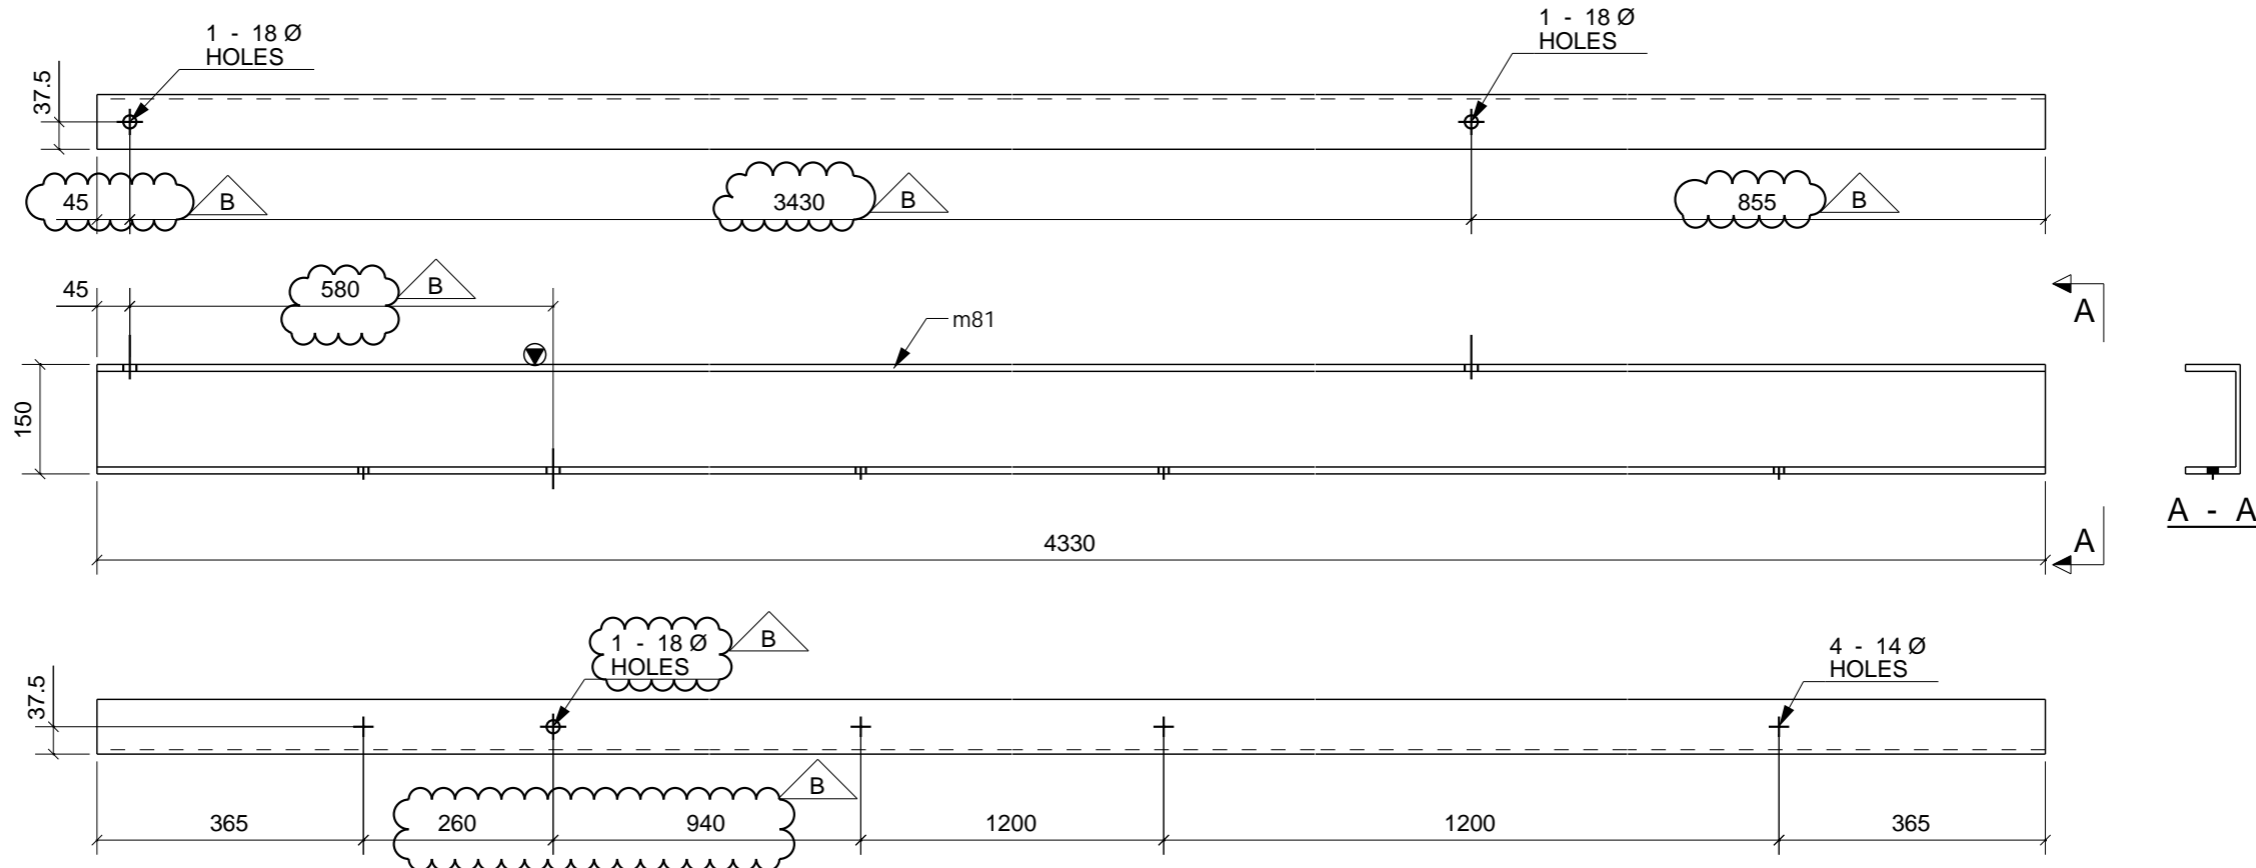 1 - 18 Ø
HOLES
1 - 18 Ø
HOLES
37.5
45
B
3430
B
855
B
45
580
B
m81
A
150
A - A
4330
A
1 - 18 Ø
HOLES
B
4 - 14 Ø
HOLES
37.5
B
365
260
940
1200
1200
365